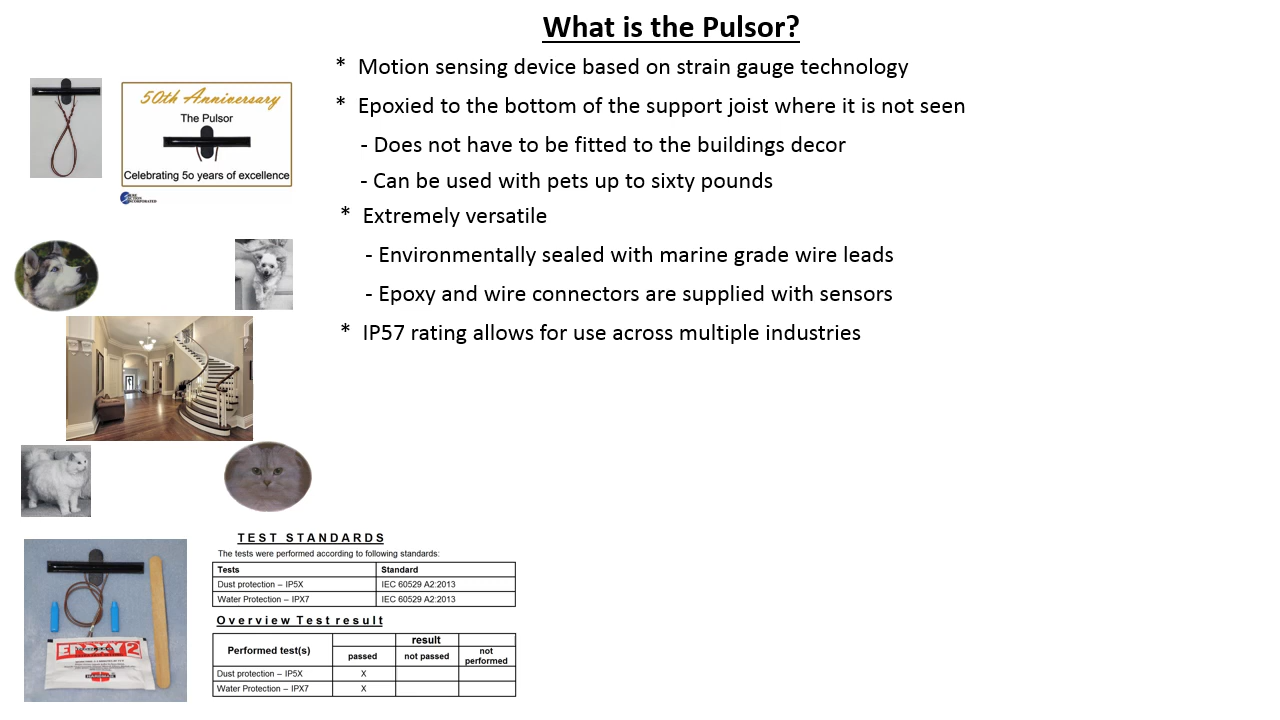 What is the Pulsor?
* Motion sensing device based on strain gauge technology
* Epoxied to the bottom of the support joist where it is not seen
- Does not have to be fitted to the buildings decor
- Can be used with pets up to sixty pounds
* Extremely versatile
- Environmentally sealed with marine grade wire leads
- Epoxy and wire connectors are supplied with sensors
* IP57 rating allows for use across multiple industries
50th Anniversary
The Pulsor
Celebrating 5o years of excellence
INCORPORATED
EPOXY 2
TEST STANDARDS
The tests were performed according to following standards:
Tests Standard
Dust protection – IP5X IEC 60529 A2:2013
Water Protection – IPX7 IEC 60529 A2:2013
Overview Test result
Performed test(s) result
passed not passed not performed
Dust protection – IP5X X
Water Protection – IPX7 X